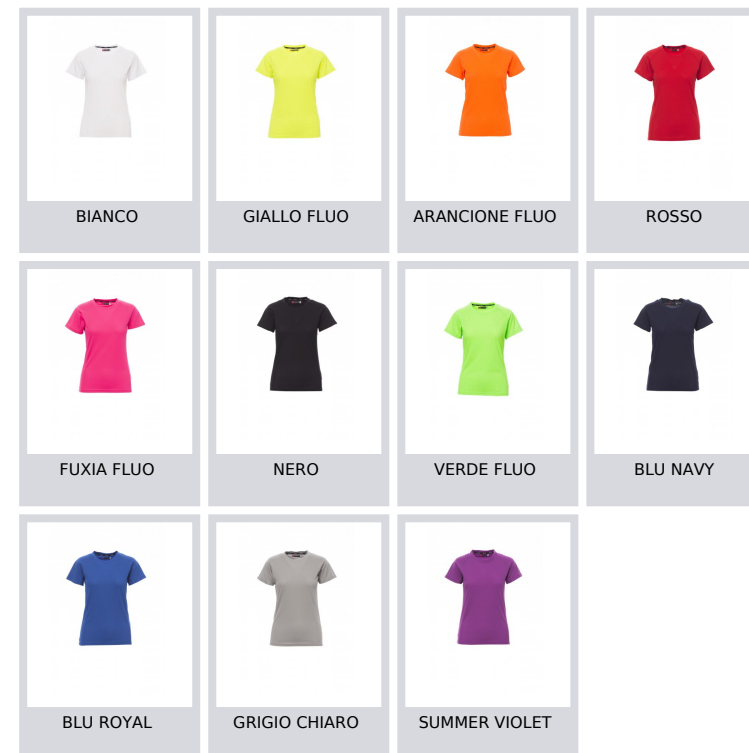 BIANCO
GIALLO FLUO
ARANCIONE FLUO
ROSSO
FUXIA FLUO
NERO
VERDE FLUO
BLU NAVY
BLU ROYAL
GRIGIO CHIARO
SUMMER VIOLET